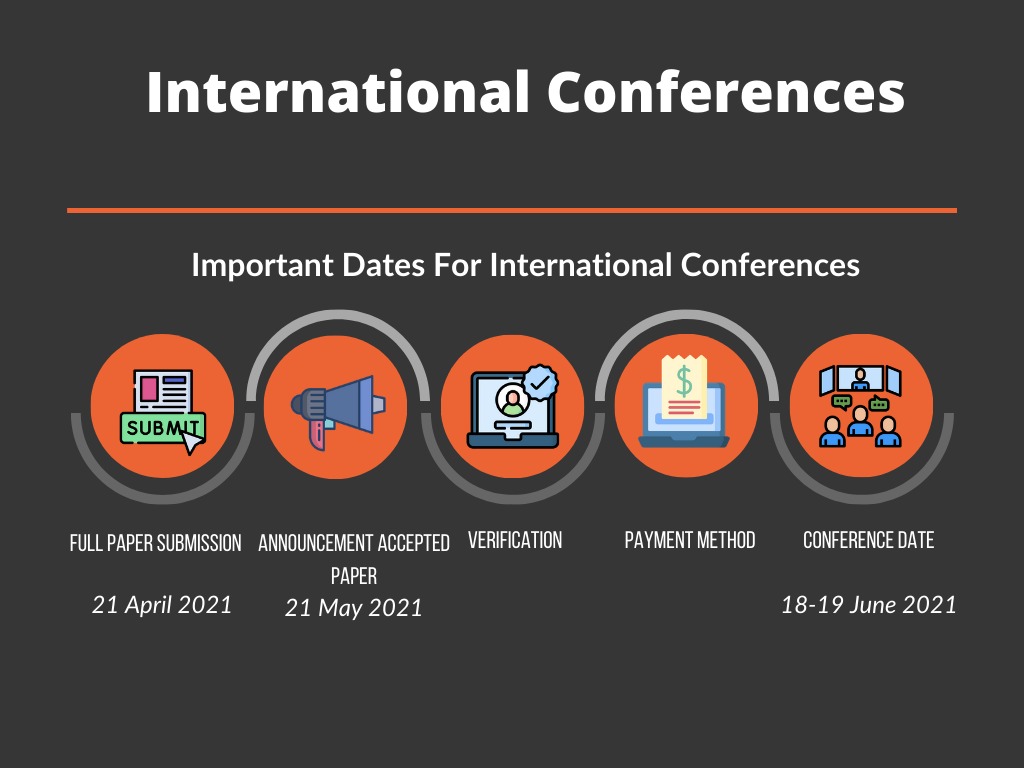 International Conferences
Important Dates For International Conferences
SUBMIT
$
FULL PAPER SUBMISSION
21 April 2021
ANNOUNCEMENT ACCEPTED
PAPER
21 May 2021
VERIFICATION
PAYMENT METHOD
CONFERENCE DATE
18-19 June 2021